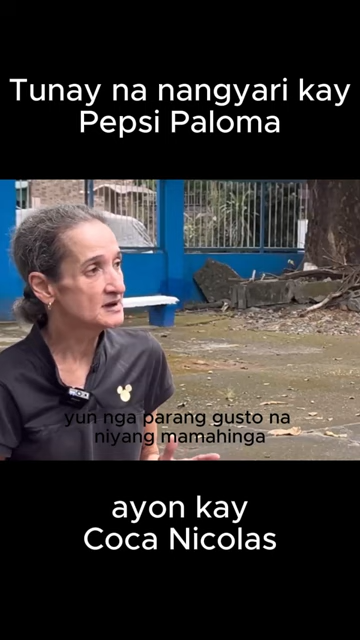 Tunay na nangyari kay
Pepsi Paloma
yun nga parang gusto na
niyang mamahinga
ayon kay
Coca Nicolas